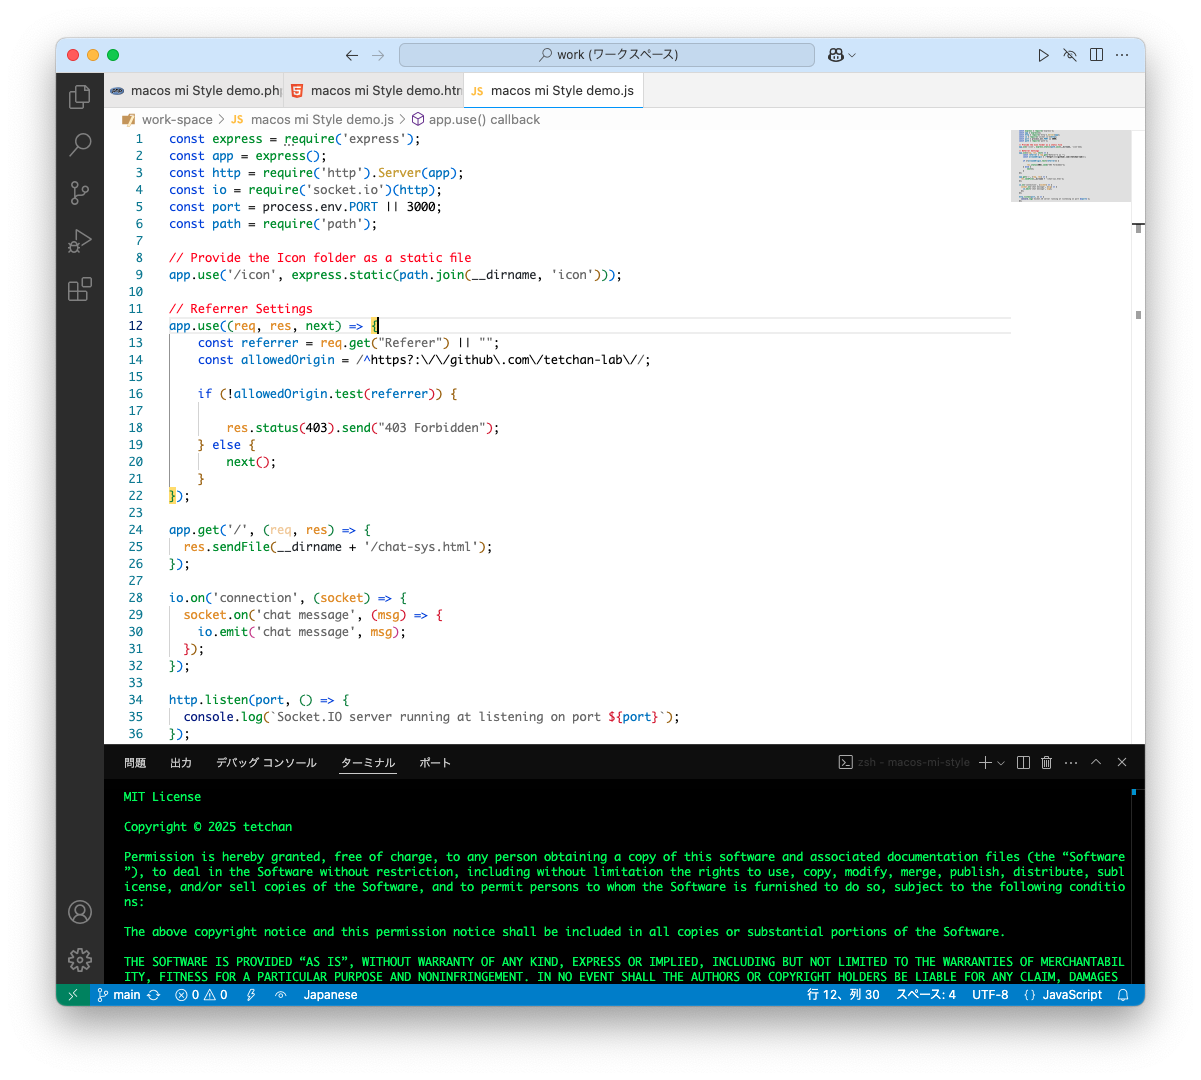 work (ワークスペース)
macos mi Style demo.ph
macos mi Style demo.htm
JS macos mi Style demo.js
work-space > JS macos mi Style demo.js > app.use() callback
1 const express = require('express');
2 const app = express();
3 const http = require('http').Server(app);
4 const io = require('socket.io')(http);
5 const port = process.env.PORT || 3000;
6 const path = require('path');
7
8 // Provide the Icon folder as a static file
9 app.use('/icon', express.static(path.join(__dirname, 'icon')));
10
11 // Referrer Settings
12 app.use((req, res, next) => {
13     const referrer = req.get("Referer") || "";
14     const allowedOrigin = /^https?:\/\/github\.com\/tetchan-lab\//;
15
16     if (!allowedOrigin.test(referrer)) {
17
18         res.status(403).send("403 Forbidden");
19     } else {
20         next();
21     }
22 });
23
24 app.get('/', (req, res) => {
25   res.sendFile(__dirname + '/chat-sys.html');
26 });
27
28 io.on('connection', (socket) => {
29   socket.on('chat message', (msg) => {
30     io.emit('chat message', msg);
31   });
32 });
33
34 http.listen(port, () => {
35   console.log(`Socket.IO server running at listening on port ${port}`);
36 });
問題 出力 デバッグ コンソール ターミナル ポート zsh - macos-mi-style
MIT License
Copyright © 2025 tetchan
Permission is hereby granted, free of charge, to any person obtaining a copy of this software and associated documentation files (the “Software
”), to deal in the Software without restriction, including without limitation the rights to use, copy, modify, merge, publish, distribute, subl
icense, and/or sell copies of the Software, and to permit persons to whom the Software is furnished to do so, subject to the following conditio
ns:
The above copyright notice and this permission notice shall be included in all copies or substantial portions of the Software.
THE SOFTWARE IS PROVIDED “AS IS”, WITHOUT WARRANTY OF ANY KIND, EXPRESS OR IMPLIED, INCLUDING BUT NOT LIMITED TO THE WARRANTIES OF MERCHANTABIL
ITY, FITNESS FOR A PARTICULAR PURPOSE AND NONINFRINGEMENT. IN NO EVENT SHALL THE AUTHORS OR COPYRIGHT HOLDERS BE LIABLE FOR ANY CLAIM, DAMAGES
main 0 0 Japanese 行 12、列 30 スペース: 4 UTF-8 {} JavaScript